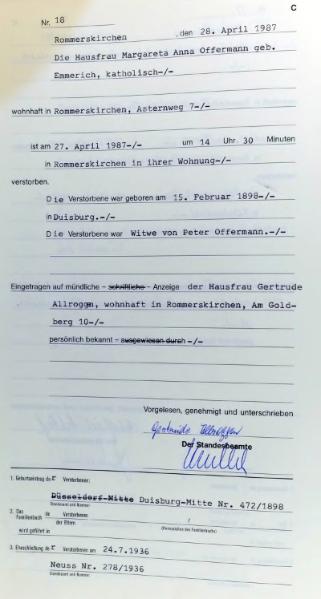 C
Nr. 18
Rommerskirchen , den 28. April 1987
Die Hausfrau Margareta Anna Offermann geb.
Emmerich, katholisch-/-
wohnhaft in Rommerskirchen, Asternweg 7-/-
ist am 27. April 1987-/- um 14 Uhr 30 Minuten
in Rommerskirchen in ihrer Wohnung-/-
verstorben.
Die Verstorbene war geboren am 15. Februar 1898-/-
in Duisburg.-/-
Die Verstorbene war Witwe von Peter Offermann.-/-
Eingetragen auf mündliche – schriftliche – Anzeige der Hausfrau Gertrude
Allroggen, wohnhaft in Rommerskirchen, Am Gold-
berg 10-/-
persönlich bekannt – ausgewiesen durch -/-
Vorgelesen, genehmigt und unterschrieben
Gertrude Allroggen
Der Standesbeamte
1. Geburtseintrag der Verstorbenen:
Düsseldorf-Mitte Duisburg-Mitte Nr. 472/1898
Standesamt und Nummer
2. Das Familienbuch
de Verstorbenen
der Eltern /
wird geführt in
3. Eheschließung der Verstorbenen am 24.7.1936
Neuss Nr. 278/1936
Standesamt und Nummer